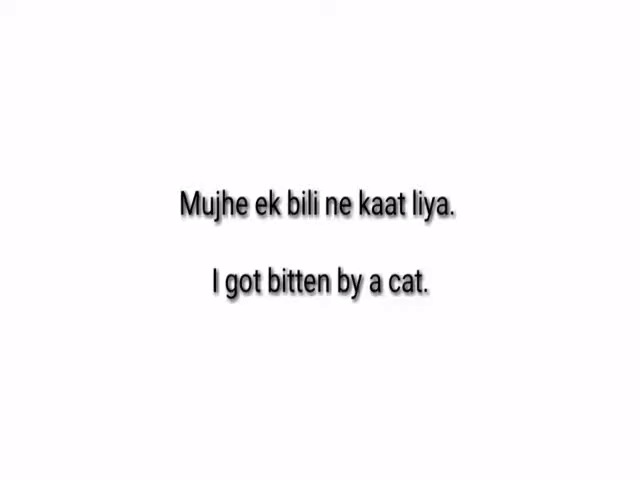 Mujhe ek bili ne kaat liya.
I got bitten by a cat.